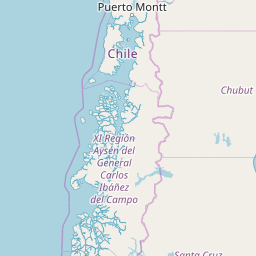 Puerto Montt
Chile
Chubut
XI Región
Aysén del
General
Carlos
Ibáñez
del Campo
Santa Cruz